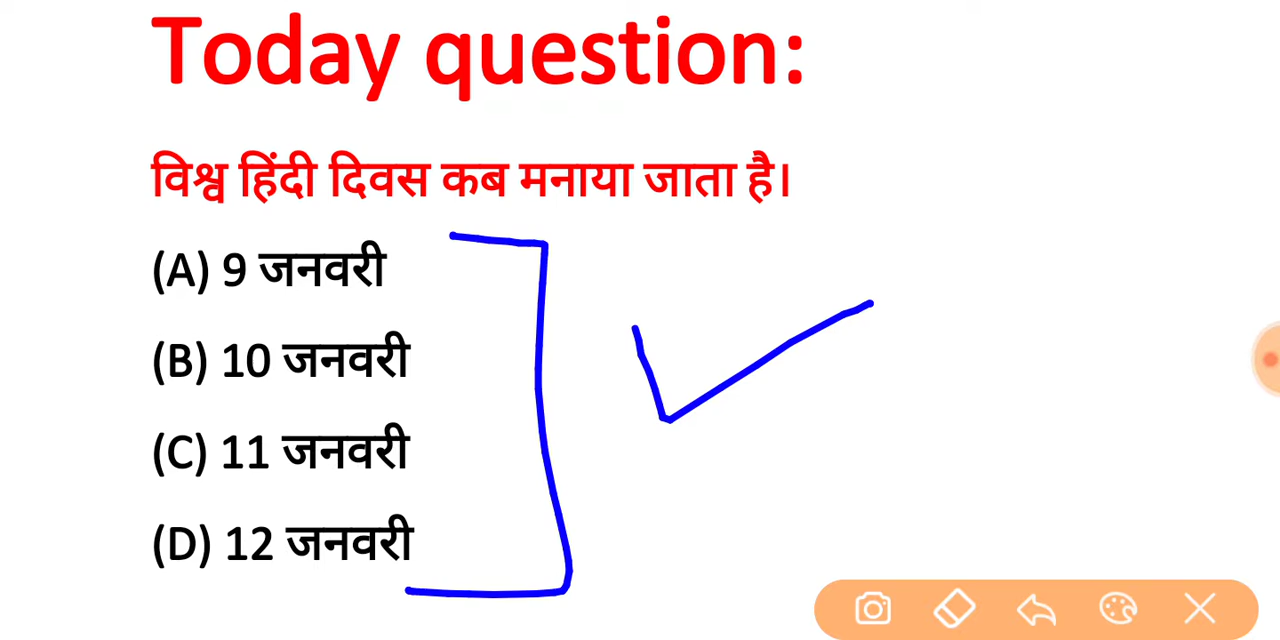 Today question:
विश्व हिंदी दिवस कब मनाया जाता है।
(A) 9 जनवरी
(B) 10 जनवरी
(C) 11 जनवरी
(D) 12 जनवरी